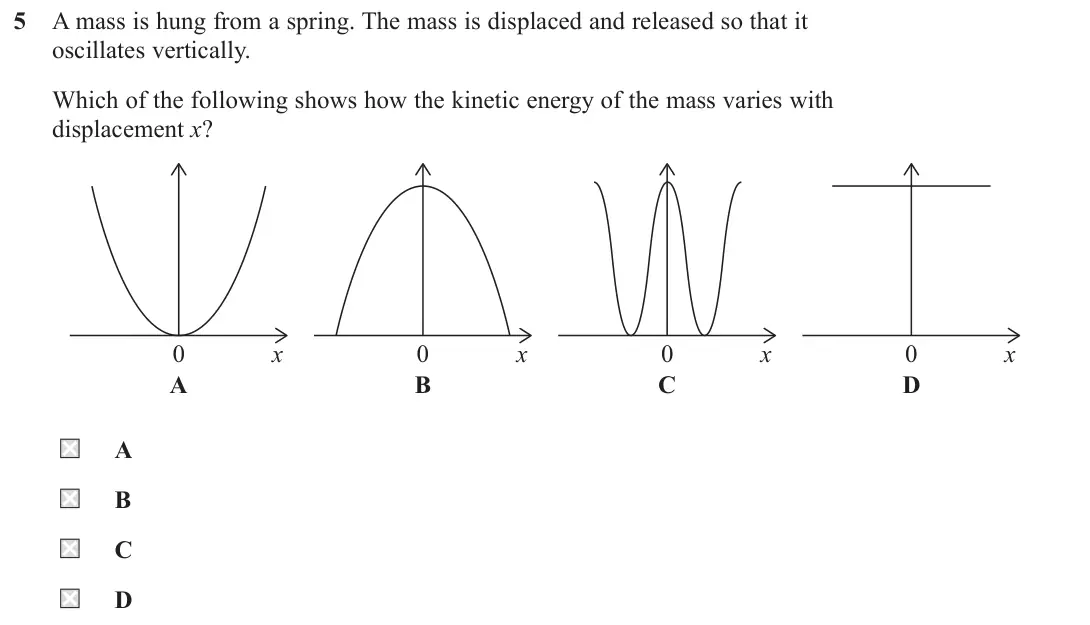 5 A mass is hung from a spring. The mass is displaced and released so that it
oscillates vertically.
Which of the following shows how the kinetic energy of the mass varies with
displacement x?
0 x 0 x 0 x 0 x
A B C D
A
B
C
D